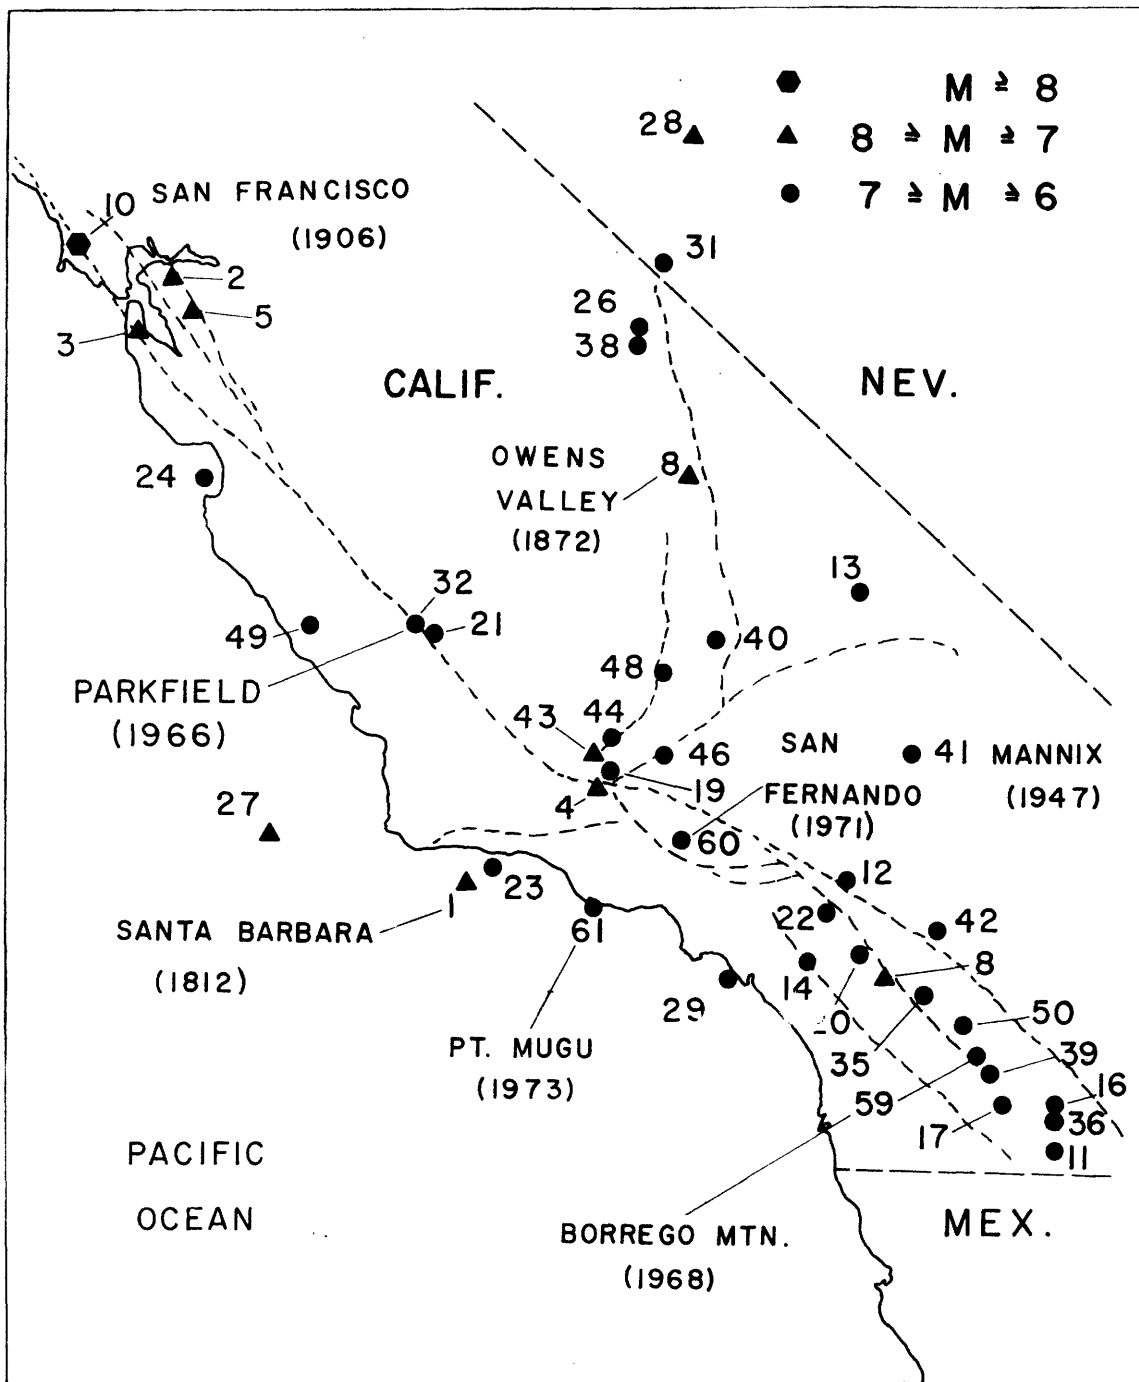 M ≥ 8
28
8 ≥ M ≥ 7
7 ≥ M ≥ 6
10
SAN FRANCISCO
(1906)
2
5
3
31
26
38
CALIF.
NEV.
24
OWENS
VALLEY
(1872)
8
13
32
21
49
40
48
PARKFIELD
(1966)
43
44
46
19
4
SAN
FERNANDO
(1971)
41 MANNIX
(1947)
27
60
12
23
1
22
42
SANTA BARBARA
(1812)
61
14
8
29
50
35
39
PT. MUGU
(1973)
59
16
36
17
11
PACIFIC
OCEAN
MEX.
BORREGO MTN.
(1968)